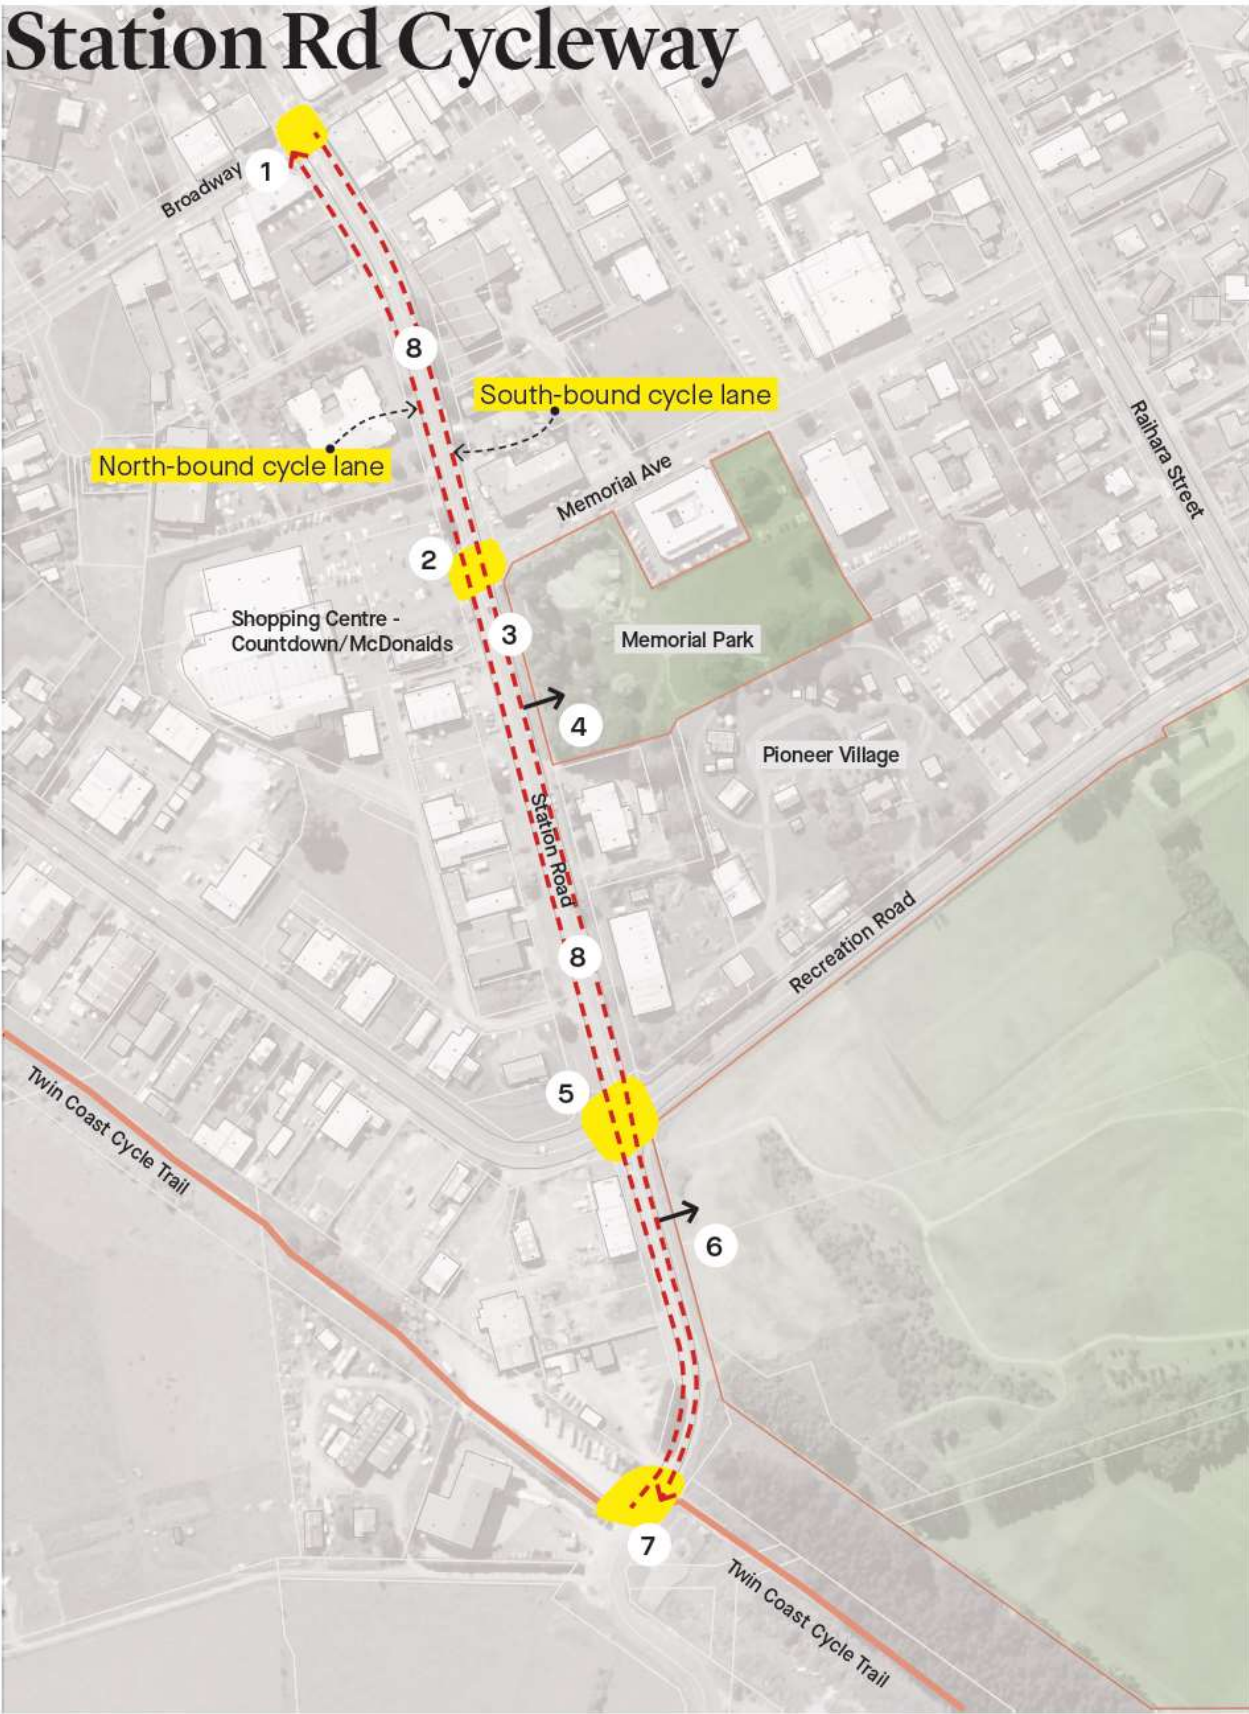 Station Rd Cycleway
1
Broadway
8
South-bound cycle lane
North-bound cycle lane
Raihara Street
Memorial Ave
2
Shopping Centre -
Countdown/McDonalds
3
Memorial Park
4
Pioneer Village
Station Road
8
Recreation Road
5
Twin Coast Cycle Trail
6
7
Twin Coast Cycle Trail